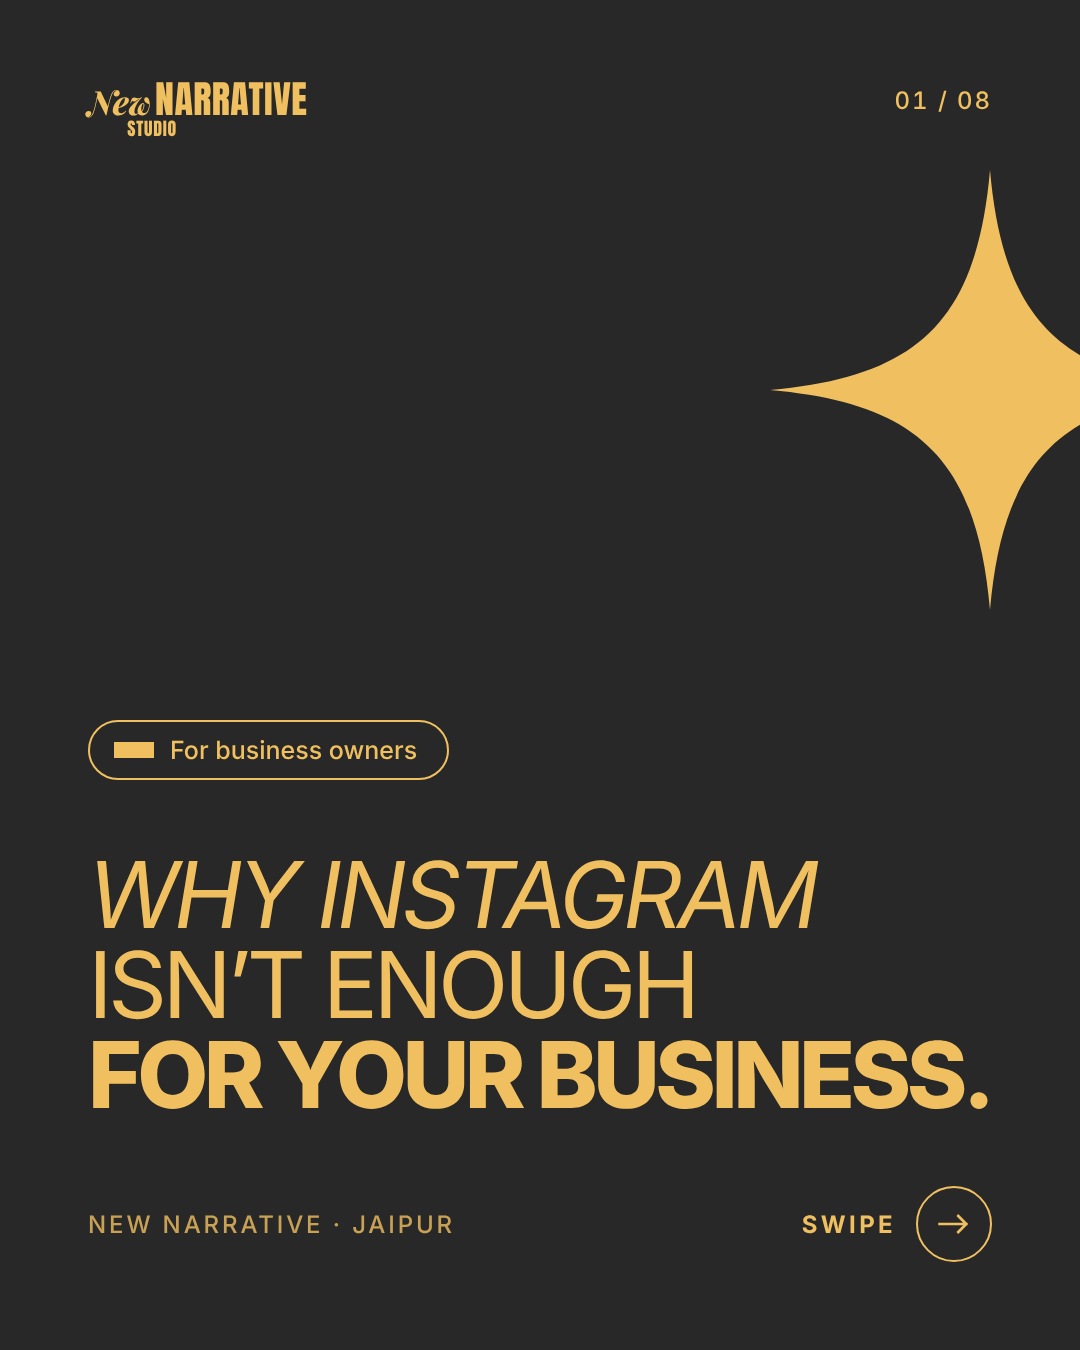 New NARRATIVE
STUDIO
01 / 08
For business owners
WHY INSTAGRAM
ISN’T ENOUGH
FOR YOUR BUSINESS.
NEW NARRATIVE · JAIPUR
SWIPE →